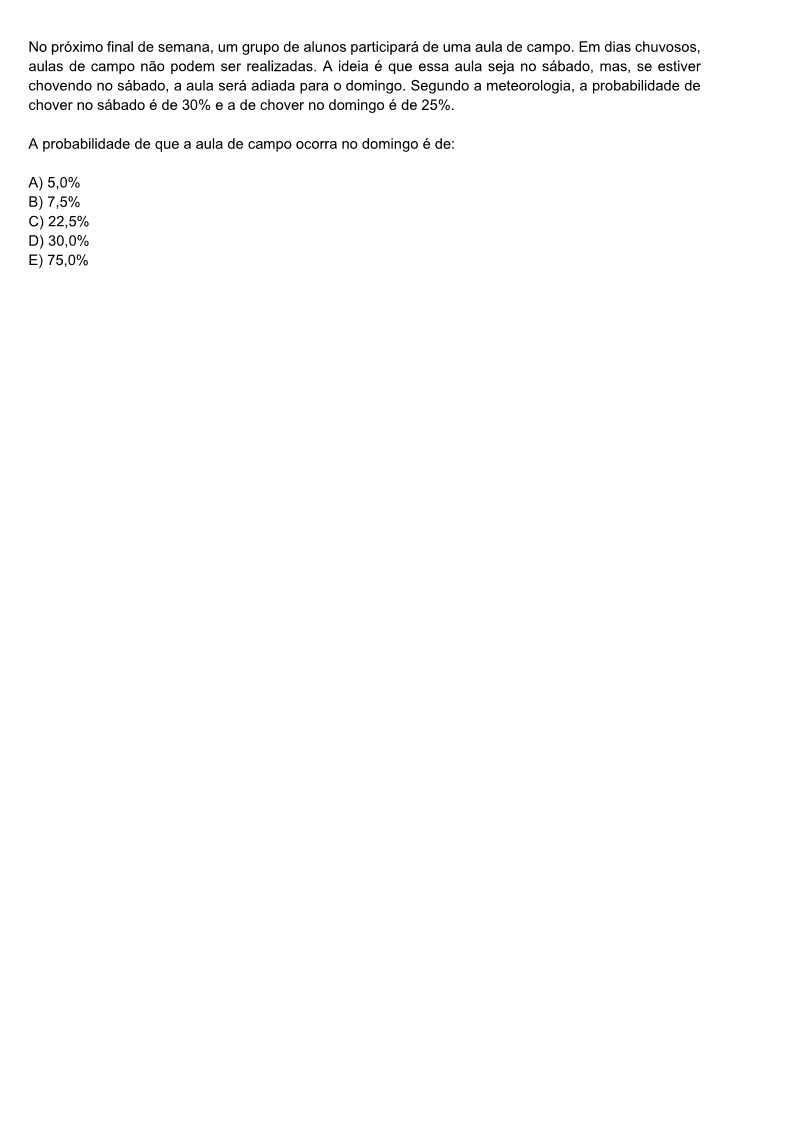 No próximo final de semana, um grupo de alunos participará de uma aula de campo. Em dias chuvosos,
aulas de campo não podem ser realizadas. A ideia é que essa aula seja no sábado, mas, se estiver
chovendo no sábado, a aula será adiada para o domingo. Segundo a meteorologia, a probabilidade de
chover no sábado é de 30% e a de chover no domingo é de 25%.
A probabilidade de que a aula de campo ocorra no domingo é de:
A) 5,0%
B) 7,5%
C) 22,5%
D) 30,0%
E) 75,0%